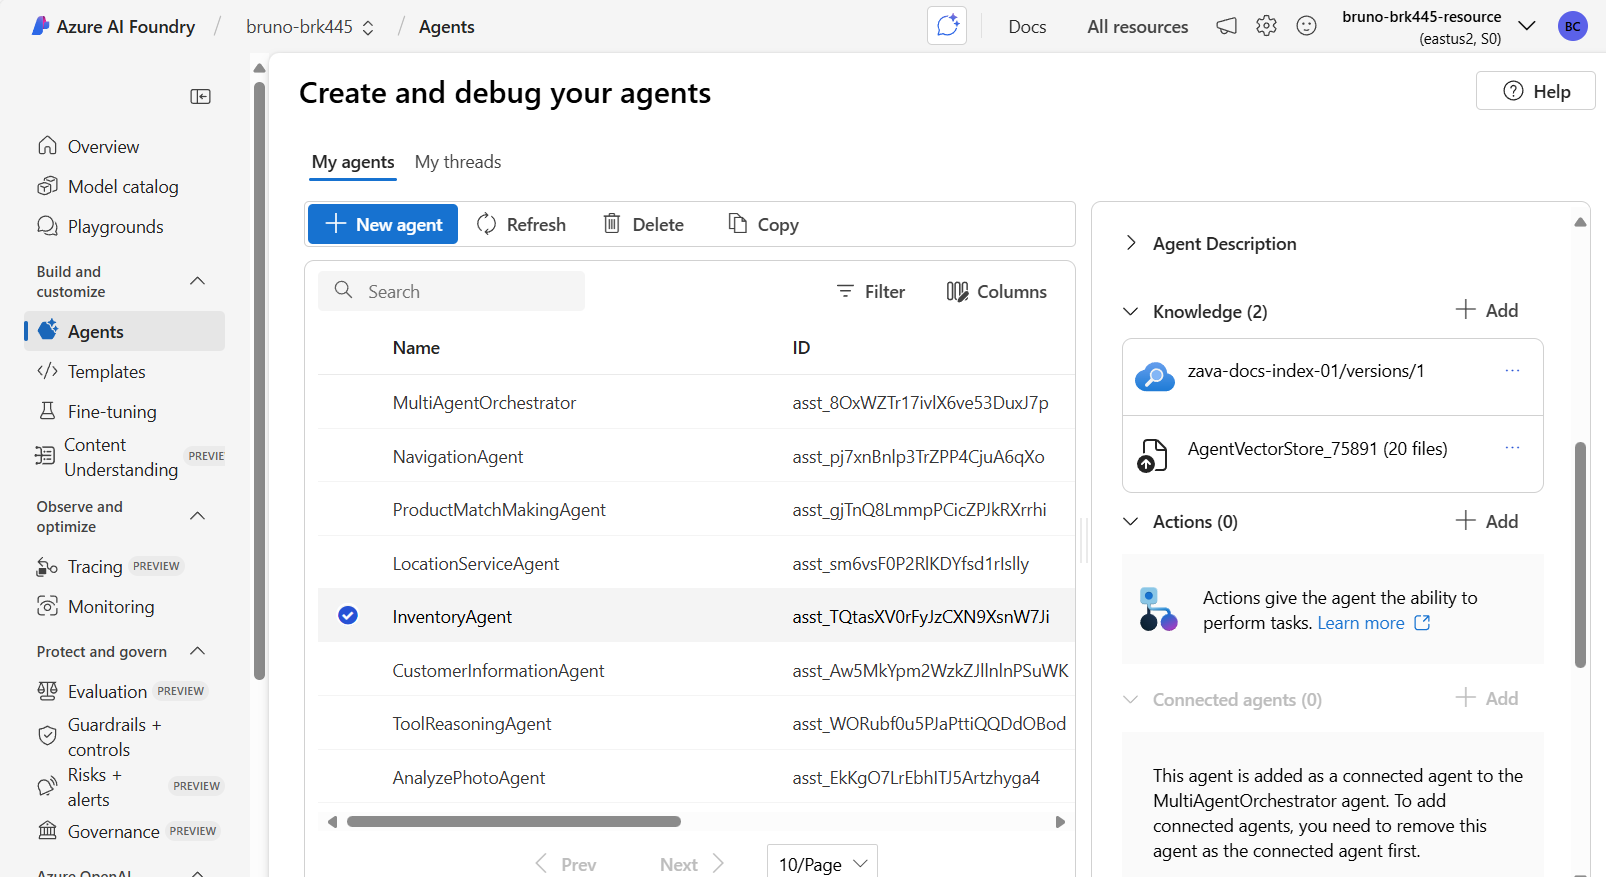 Azure AI Foundry / bruno-brk445 / Agents
Docs
All resources
bruno-brk445-resource
(eastus2, S0)
BC
Create and debug your agents
Help
Overview
Model catalog
Playgrounds
Build and
customize
Agents
Templates
Fine-tuning
Content
Understanding
PREVIE
Observe and
optimize
Tracing PREVIEW
Monitoring
Protect and govern
Evaluation PREVIEW
Guardrails +
controls
Risks +
alerts
PREVIEW
Governance PREVIEW
Azure OpenAI
My agents
My threads
New agent
Refresh
Delete
Copy
Search
Filter
Columns
Name ID
MultiAgentOrchestrator asst_8OxWZTr17ivlX6ve53DuxJ7p
NavigationAgent asst_pj7xnBnlp3TrZPP4CjuA6qXo
ProductMatchMakingAgent asst_gjTnQ8LmmpPCicZPJkRXrrhi
LocationServiceAgent asst_sm6vsF0P2RlKDYfsd1rIslly
InventoryAgent asst_TQtasXV0rFyJzCXN9XsnW7Ji
CustomerInformationAgent asst_Aw5MkYpm2WzkZJllnlnPSuWK
ToolReasoningAgent asst_WORubf0u5PJaPttiQQDdOBod
AnalyzePhotoAgent asst_EkKgO7LrEbhITJ5Artzhyga4
Prev
Next
10/Page
Agent Description
Knowledge (2)
Add
zava-docs-index-01/versions/1
AgentVectorStore_75891 (20 files)
Actions (0)
Add
Actions give the agent the ability to
perform tasks. Learn more
Connected agents (0)
Add
This agent is added as a connected agent to the
MultiAgentOrchestrator agent. To add
connected agents, you need to remove this
agent as the connected agent first.